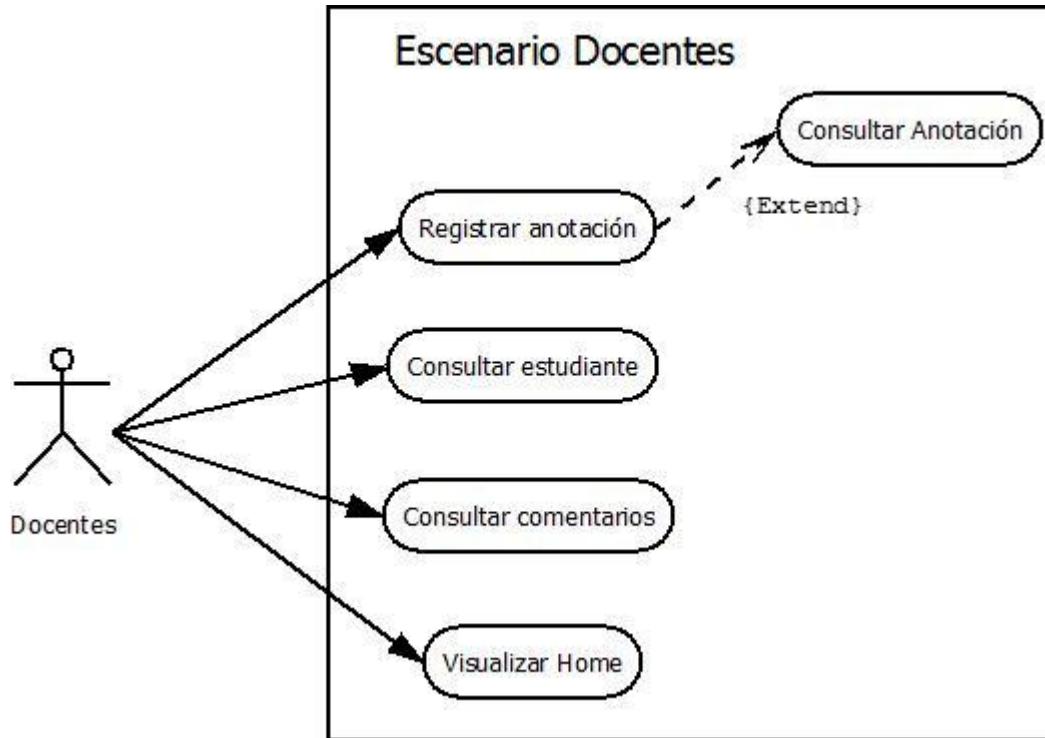 Escenario Docentes
Consultar Anotación
{Extend}
Registrar anotación
Consultar estudiante
Docentes
Consultar comentarios
Visualizar Home